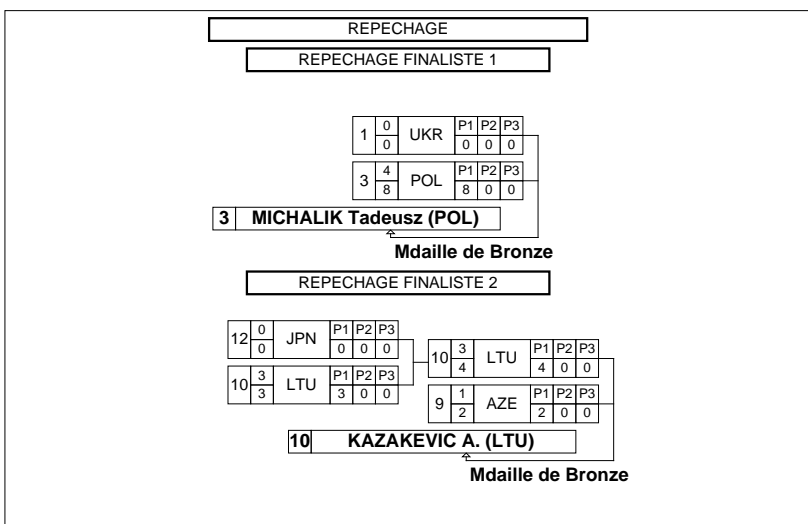 REPECHAGE
REPECHAGE FINALISTE 1
1 0 UKR P1 P2 P3
0 0 0 0
3 4 POL P1 P2 P3
8 8 0 0
3 MICHALIK Tadeusz (POL)
Mdaille de Bronze
REPECHAGE FINALISTE 2
12 0 JPN P1 P2 P3
0 0 0 0
10 3 LTU P1 P2 P3
3 3 0 0
10 3 LTU P1 P2 P3
4 4 0 0
9 1 AZE P1 P2 P3
2 2 0 0
10 KAZAKEVIC A. (LTU)
Mdaille de Bronze